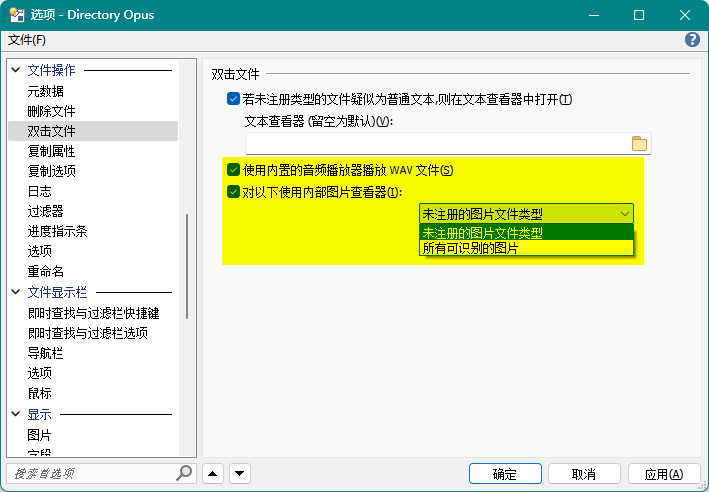 选项 - Directory Opus
文件(F)
文件操作
元数据
删除文件
双击文件
复制属性
复制选项
日志
过滤器
进度指示条
选项
重命名
文件显示栏
即时查找与过滤栏快捷键
即时查找与过滤栏选项
导航栏
选项
鼠标
显示
图片
字段
搜索首选项
双击文件
若未注册类型的文件疑似为普通文本,则在文本查看器中打开(T)
文本查看器 (留空为默认)(V):
使用内置的音频播放器播放 WAV 文件(S)
对以下使用内部图片查看器(I):
未注册的图片文件类型
未注册的图片文件类型
所有可识别的图片
确定
取消
应用(A)